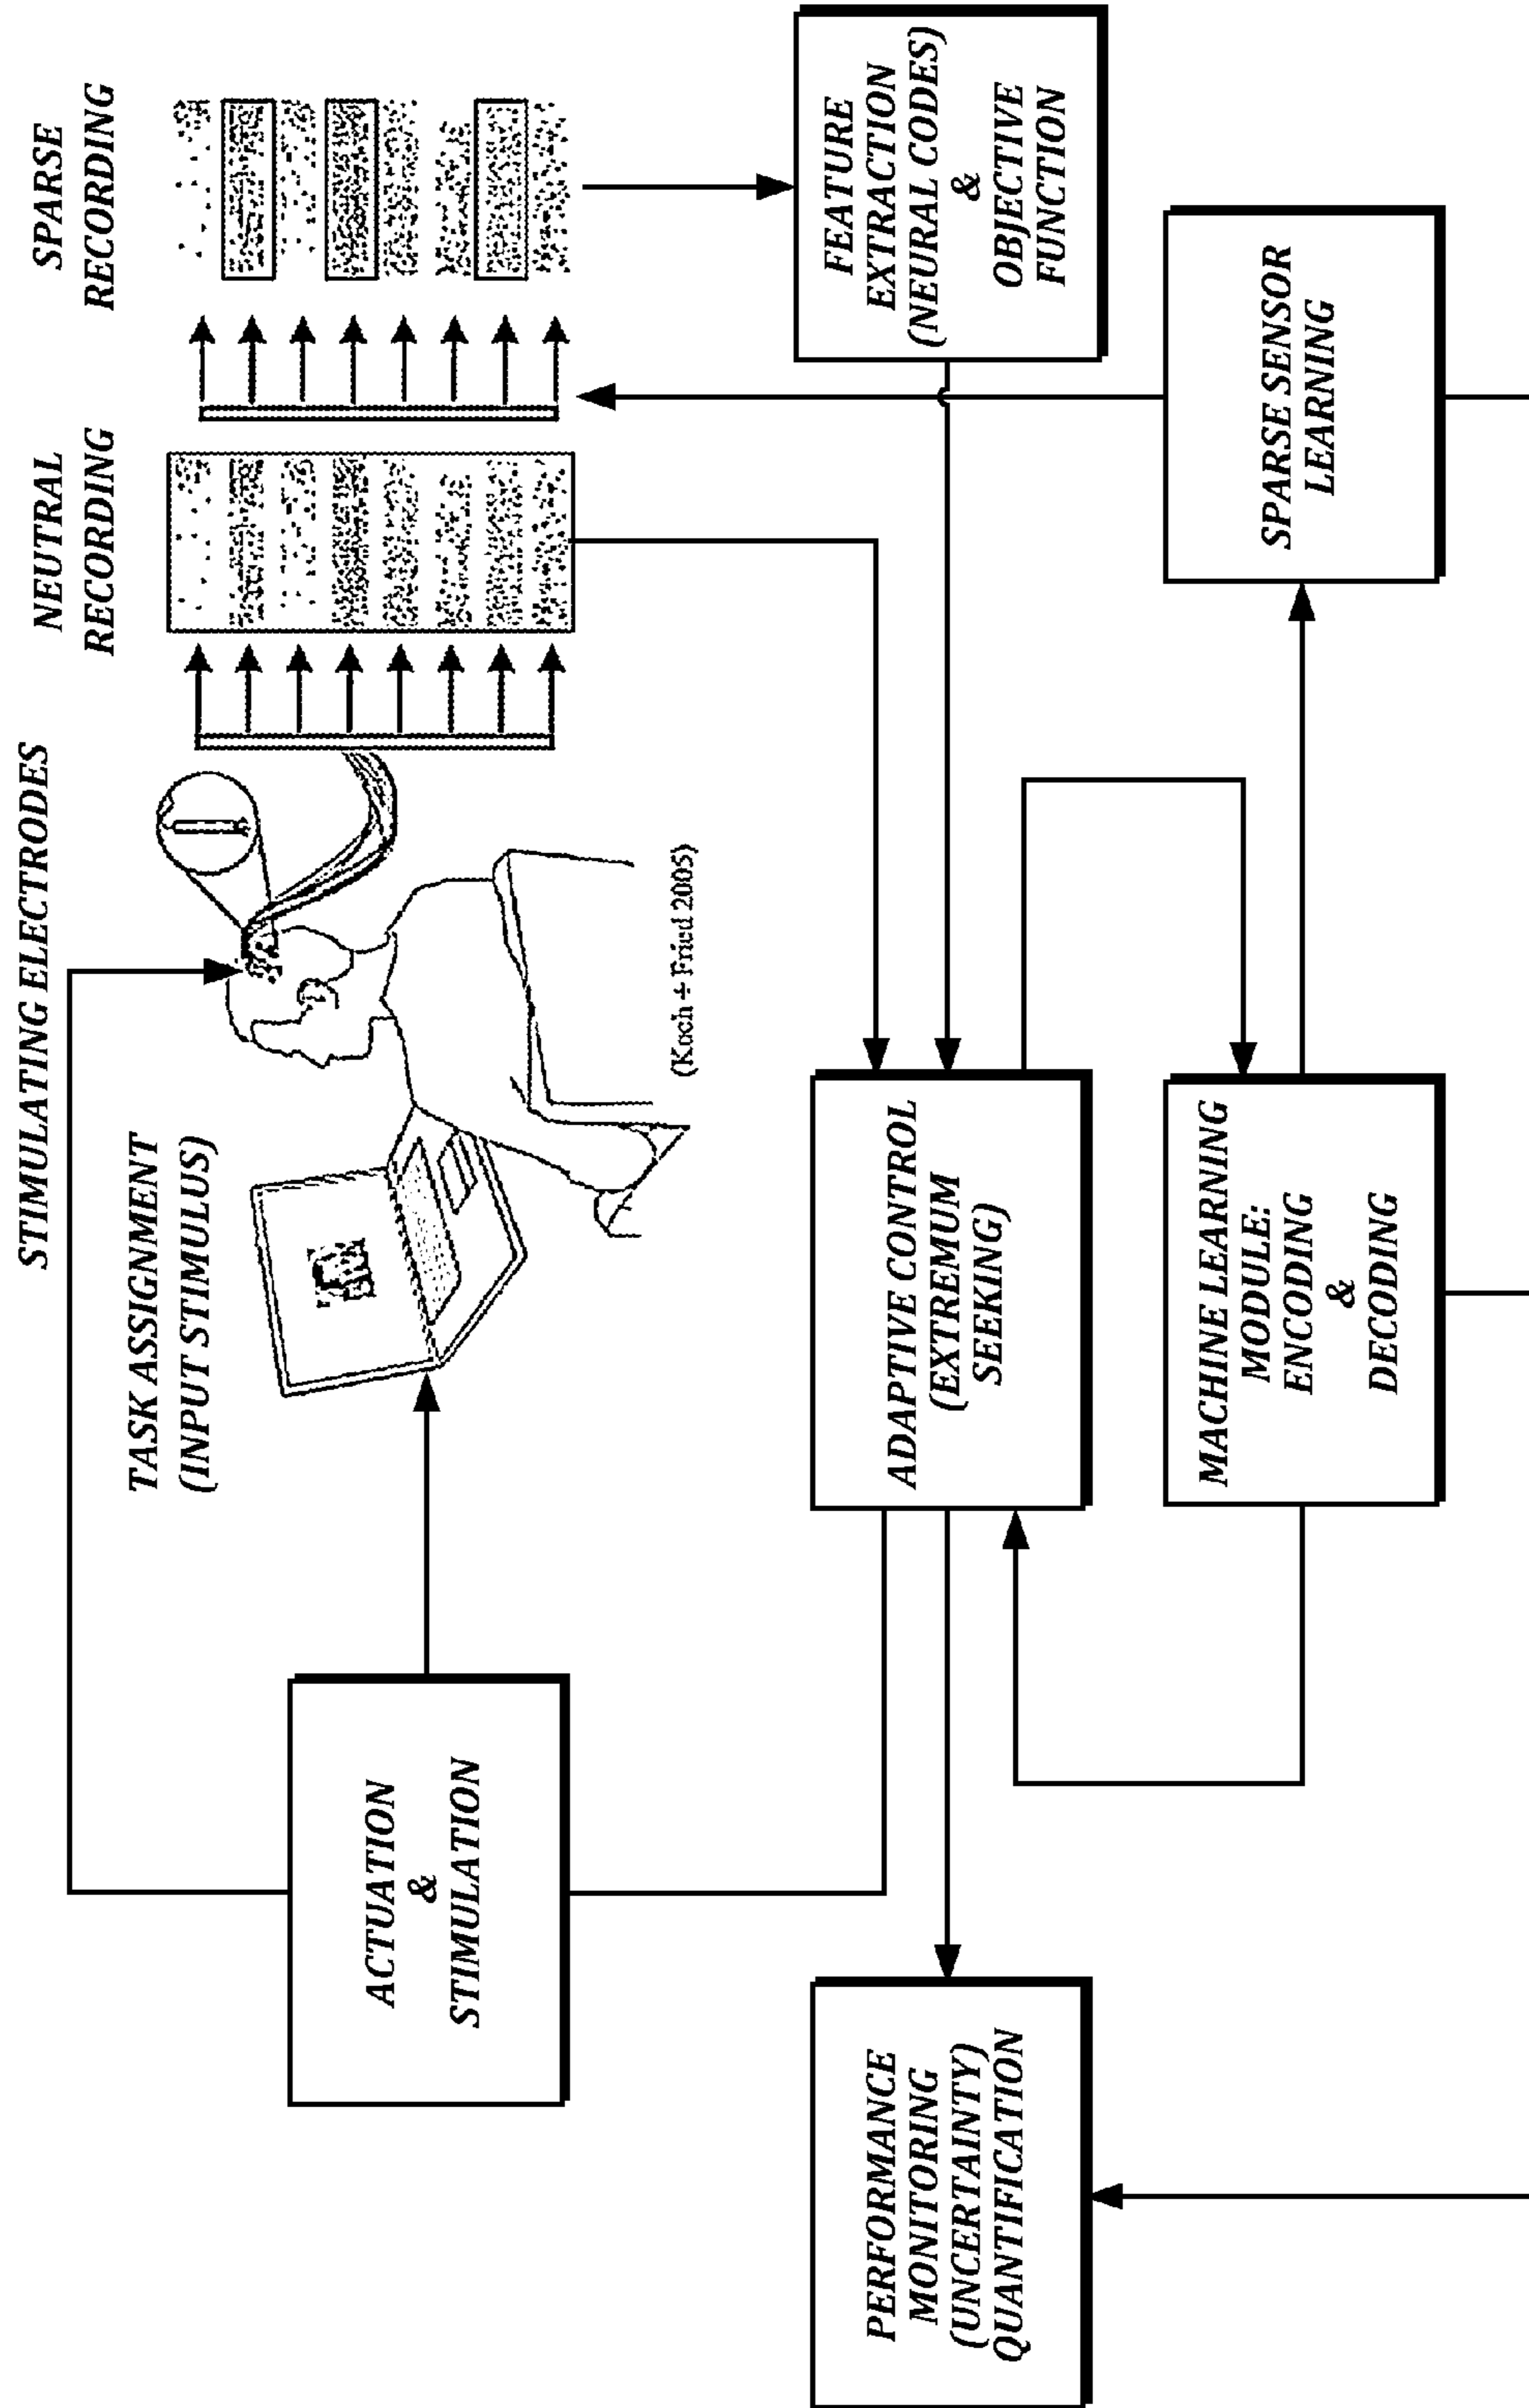 STIMULATING ELECTRODES
TASK ASSIGNMENT
(INPUT STIMULUS)
NEUTRAL
RECORDING
SPARSE
RECORDING
(Koch + Fried 2005)
ACTUATION
&
STIMULATION
FEATURE
EXTRACTION
(NEURAL CODES)
&
OBJECTIVE
FUNCTION
PERFORMANCE
MONITORING
(UNCERTAINTY)
QUANTIFICATION
ADAPTIVE CONTROL
(EXTREMUM
SEEKING)
MACHINE LEARNING
MODULE:
ENCODING
&
DECODING
SPARSE SENSOR
LEARNING